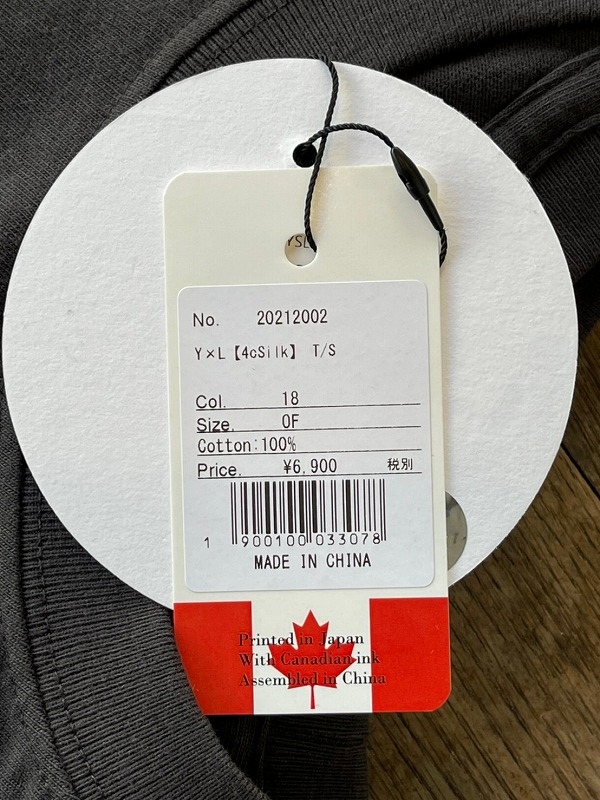 YSL
No. 20212002
Y×L【4cSilk】 T/S
Col. 18
Size. 0F
Cotton:100%
Price. ¥6,900 税別
1 900100 033078
MADE IN CHINA
Printed in Japan
With Canadian ink
Assembled in China